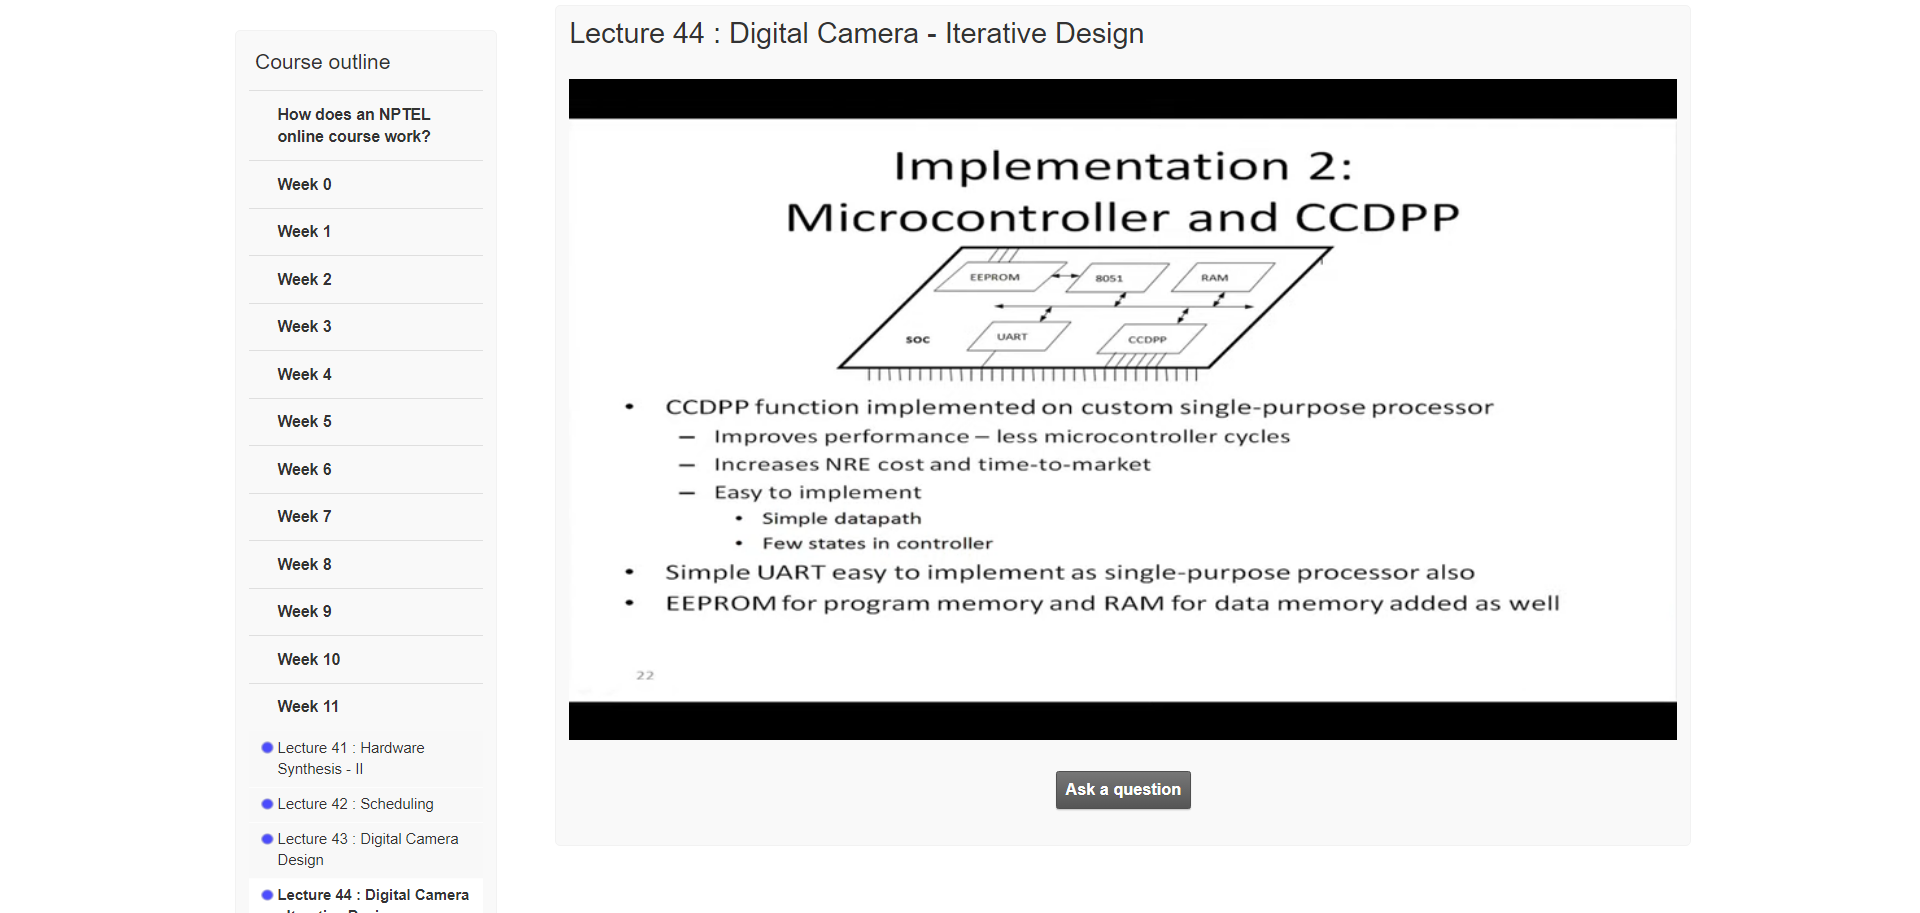 Course outline
How does an NPTEL
online course work?
Week 0
Week 1
Week 2
Week 3
Week 4
Week 5
Week 6
Week 7
Week 8
Week 9
Week 10
Week 11
Lecture 41 : Hardware
Synthesis - II
Lecture 42 : Scheduling
Lecture 43 : Digital Camera
Design
Lecture 44 : Digital Camera
Lecture 44 : Digital Camera - Iterative Design
Implementation 2:
Microcontroller and CCDPP
EEPROM
8051
RAM
SOC
UART
CCDPP
• CCDPP function implemented on custom single-purpose processor
– Improves performance – less microcontroller cycles
– Increases NRE cost and time-to-market
– Easy to implement
• Simple datapath
• Few states in controller
• Simple UART easy to implement as single-purpose processor also
• EEPROM for program memory and RAM for data memory added as well
22
Ask a question